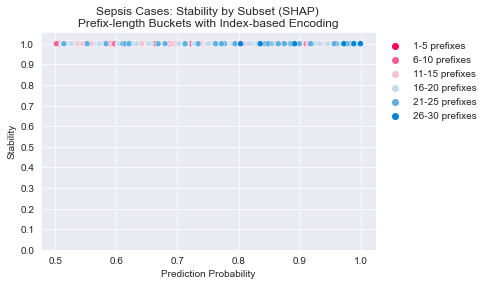 Sepsis Cases: Stability by Subset (SHAP)
Prefix-length Buckets with Index-based Encoding
1.0
0.9
0.8
0.7
0.6
0.5
0.4
0.3
0.2
0.1
0.0
Stability
0.5 0.6 0.7 0.8 0.9 1.0
Prediction Probability
1-5 prefixes
6-10 prefixes
11-15 prefixes
16-20 prefixes
21-25 prefixes
26-30 prefixes